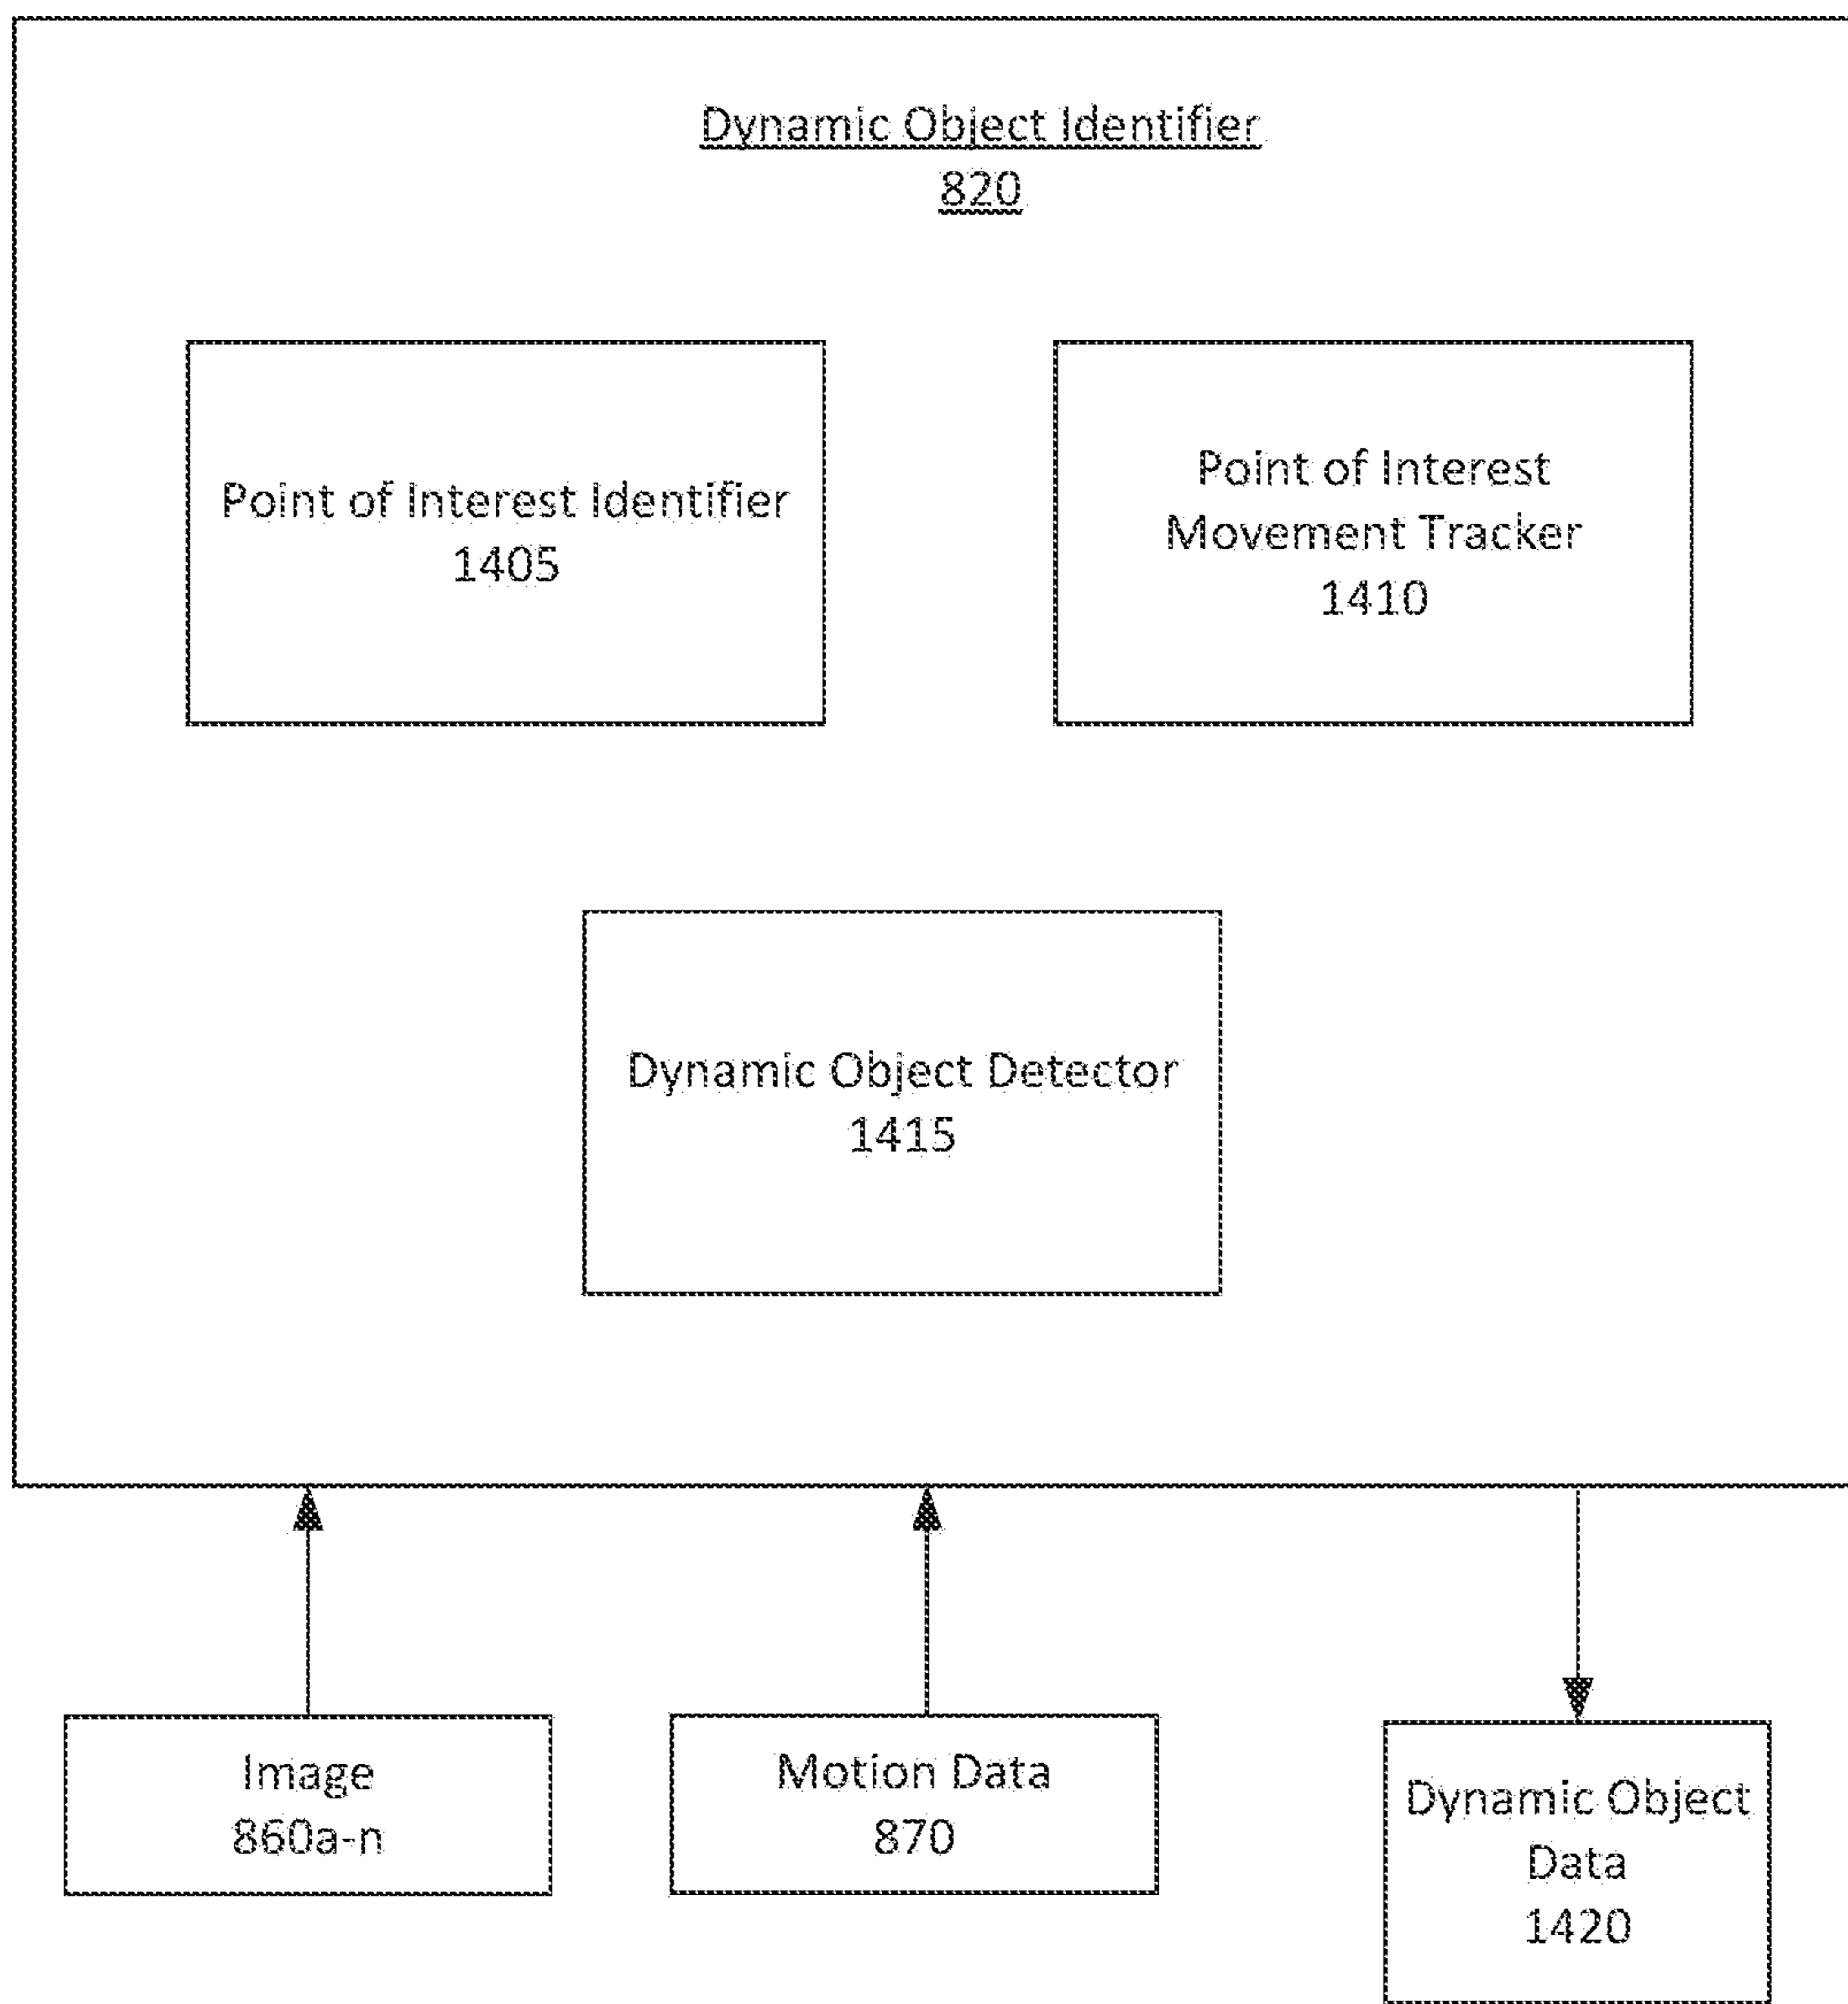 Dynamic Object Identifier
820
Point of Interest Identifier
1405
Point of Interest
Movement Tracker
1410
Dynamic Object Detector
1415
Image
860a-n
Motion Data
870
Dynamic Object
Data
1420